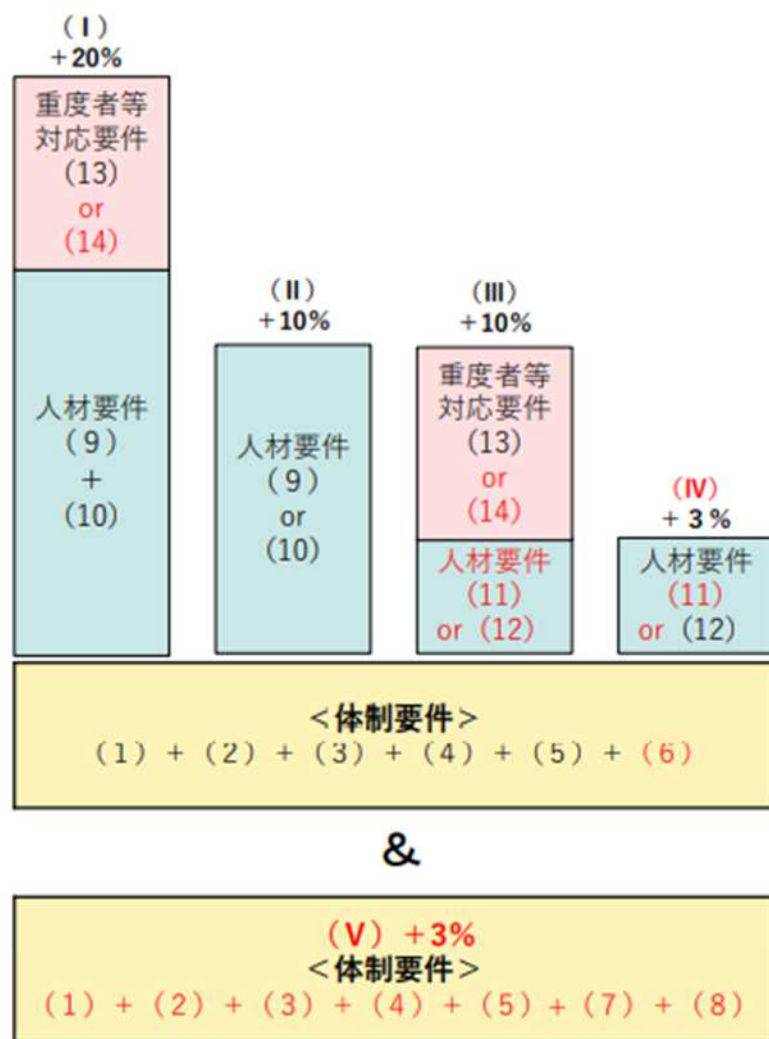 （Ⅰ）
+20%
重度者等
対応要件
(13)
or
(14)
人材要件
（9）
+
(10)
（Ⅱ）
+10%
人材要件
（9）
or
(10)
（Ⅲ）
+10%
重度者等
対応要件
(13)
or
(14)
人材要件
(11)
or（12）
（Ⅳ）
+ 3％
人材要件
(11)
or（12）
＜体制要件＞
（1）+（2）+（3）+（4）+（5）+（6）
&
（Ⅴ）+3%
＜体制要件＞
（1）+（2）+（3）+（4）+（5）+（7）+（8）